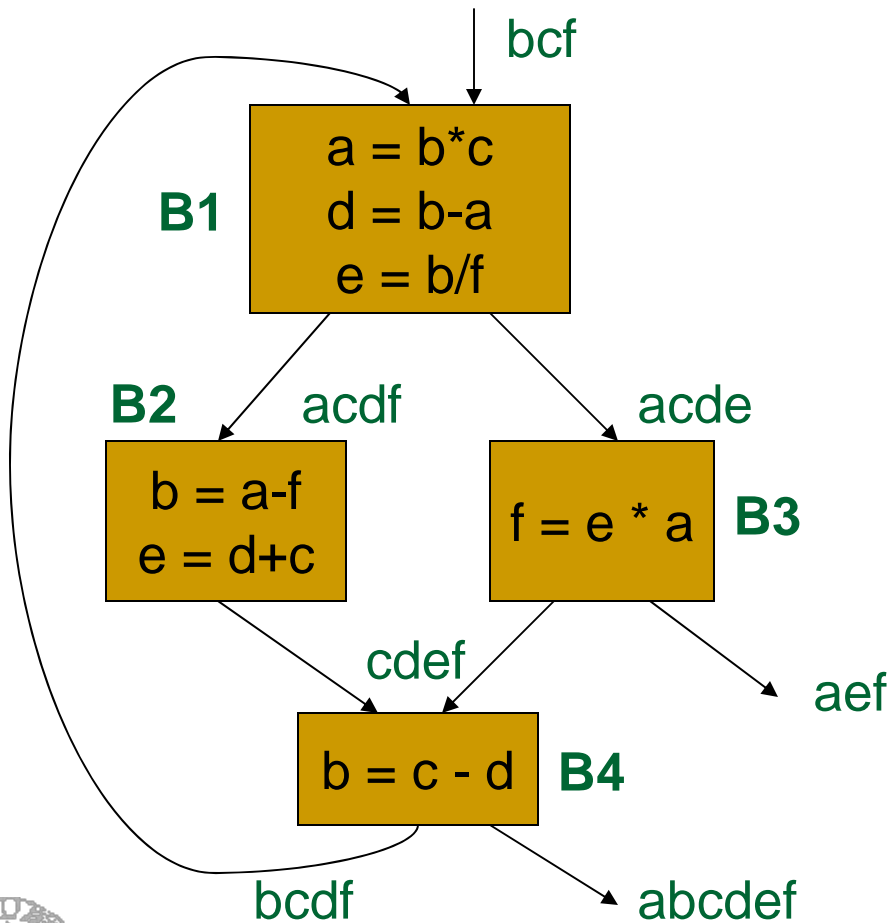 bcf
B1
a = b*c
d = b-a
e = b/f
B2
acdf
acde
b = a-f
e = d+c
f = e * a
B3
cdef
aef
b = c - d
B4
bcdf
abcdef